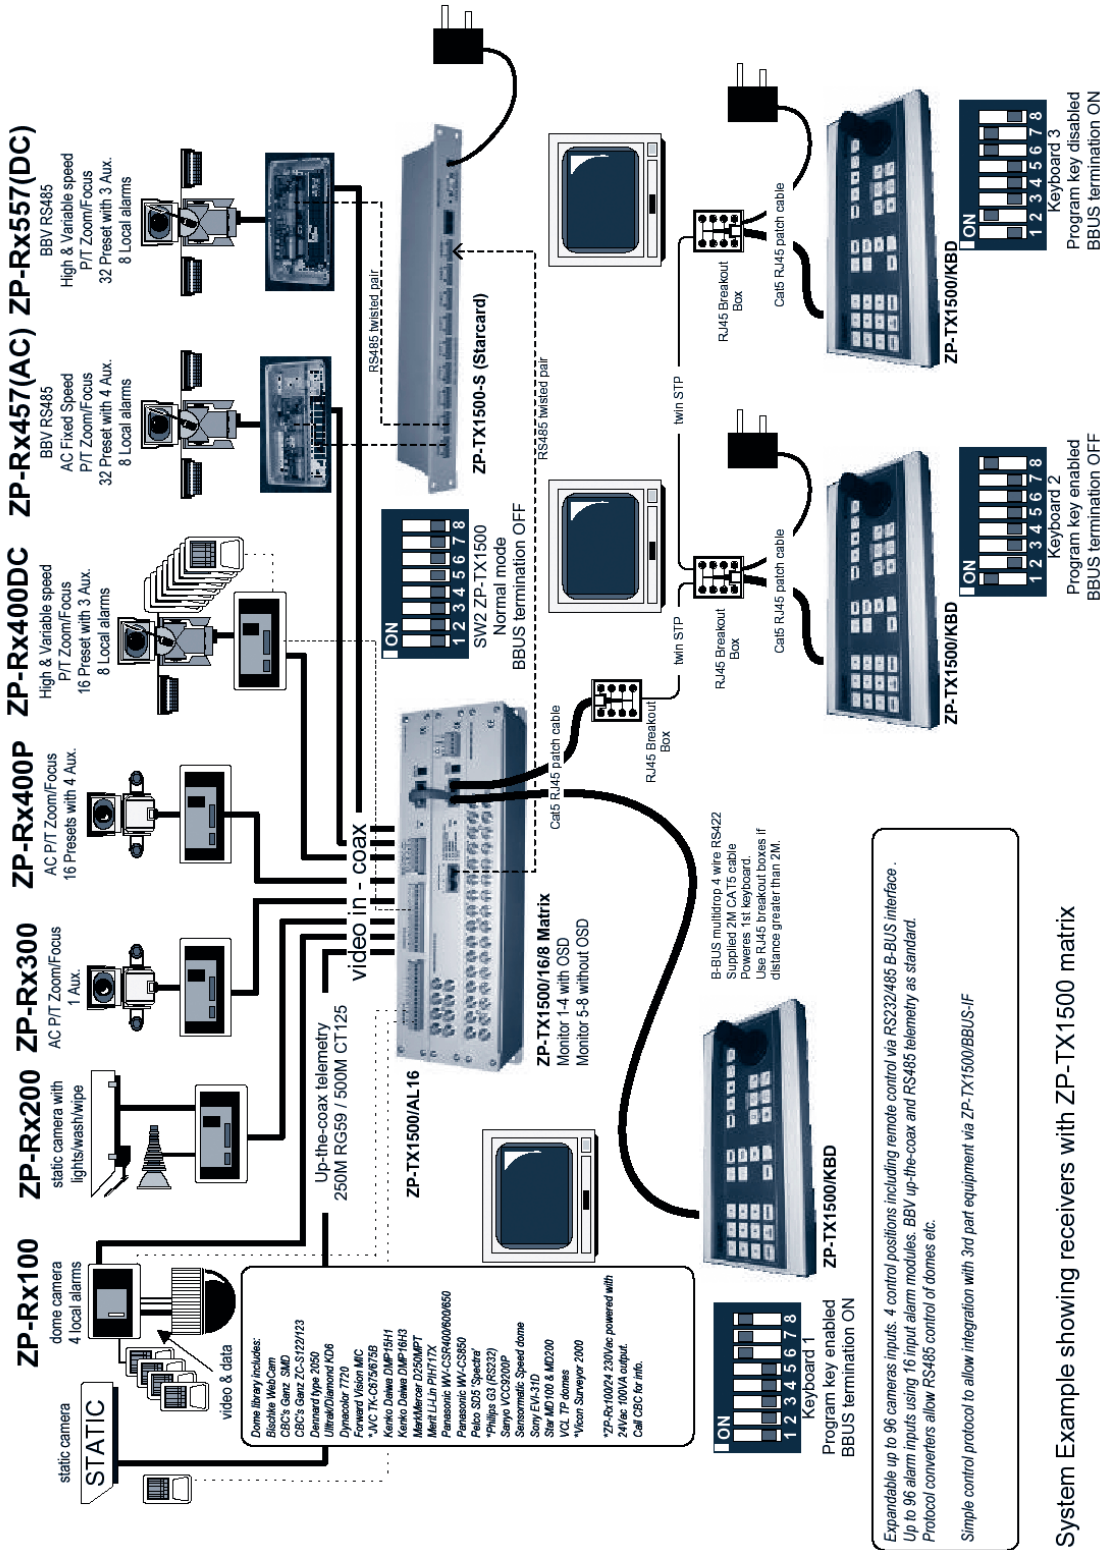 ZP-Rx100
dome camera
4 local alarms
static camera
STATIC
video & data
ZP-Rx200
static camera with
lights/wash/wipe
ZP-Rx300
AC P/T Zoom/Focus
1 Aux.
ZP-Rx400P
AC P/T Zoom/Focus
16 Presets with 4 Aux.
ZP-Rx400DC
High & Variable speed
P/T Zoom/Focus
16 Preset with 3 Aux.
8 Local alarms
ZP-Rx457(AC)
BBV RS485
AC Fixed Speed
P/T Zoom/Focus
32 Preset with 4 Aux.
8 Local alarms
ZP-Rx557(DC)
BBV RS485
High & Variable speed
P/T Zoom/Focus
32 Preset with 3 Aux.
8 Local alarms
Up-the-coax telemetry
250M RG59 / 500M CT125
video in - coax
RS485 twisted pair
ZP-TX1500-S (Starcard)
RS485 twisted pair
ON
1 2 3 4 5 6 7 8
SW2 ZP-TX1500
Normal mode
BBUS termination OFF
ZP-TX1500/AL16
ZP-TX1500/16/8 Matrix
Monitor 1-4 with OSD
Monitor 5-8 without OSD
Cat5 RJ45 patch cable
RJ45 Breakout
Box
twin STP
RJ45 Breakout
Box
twin STP
RJ45 Breakout
Box
Cat5 RJ45 patch cable
Cat5 RJ45 patch cable
Dome library includes:
Bischke WebCam
CBC's Ganz SMD
CBC's Ganz ZC-S122/123
Dennard type 2050
Ultrak/Diamond KD6
Dynacolor 7720
Forward Vision MIC
*JVC TK-C675/675B
Kenko Daiwa DMP15H1
Kenko Daiwa DMP16H3
MarkMercer D250MPT
Merit Li-Lin PIH717X
Panasonic WV-CSR400/600/650
Panasonic WV-CS850
Pelco SD5 'Spectra'
*Philips G3 (RS232)
Sanyo VCC9200P
Sensormatic Speed dome
Sony EVI-31D
Star MD100 & MD200
VCL TP domes
*Vicon Surveyor 2000
*ZP-Rx100/24 230Vac powered with
24Vac 100VA output.
Call CBC for info.
B-BUS multidrop 4 wire RS422
Supplied 2M CAT5 cable
Poweres 1st keyboard.
Use RJ45 breakout boxes if
distance greater than 2M.
ZP-TX1500/KBD
ZP-TX1500/KBD
ZP-TX1500/KBD
ON
1 2 3 4 5 6 7 8
Keyboard 1
Program key enabled
BBUS termination ON
ON
1 2 3 4 5 6 7 8
Keyboard 2
Program key enabled
BBUS termination OFF
ON
1 2 3 4 5 6 7 8
Keyboard 3
Program key disabled
BBUS termination ON
Expandable up to 96 cameras inputs. 4 control positions including remote control via RS232/485 B-BUS interface .
Up to 96 alarm inputs using 16 input alarm modules. BBV up-the-coax and RS485 telemetry as standard.
Protocol converters allow RS485 control of domes etc.
Simple control protocol to allow integration with 3rd part equipment via ZP-TX1500/BBUS-IF
System Example showing receivers with ZP-TX1500 matrix